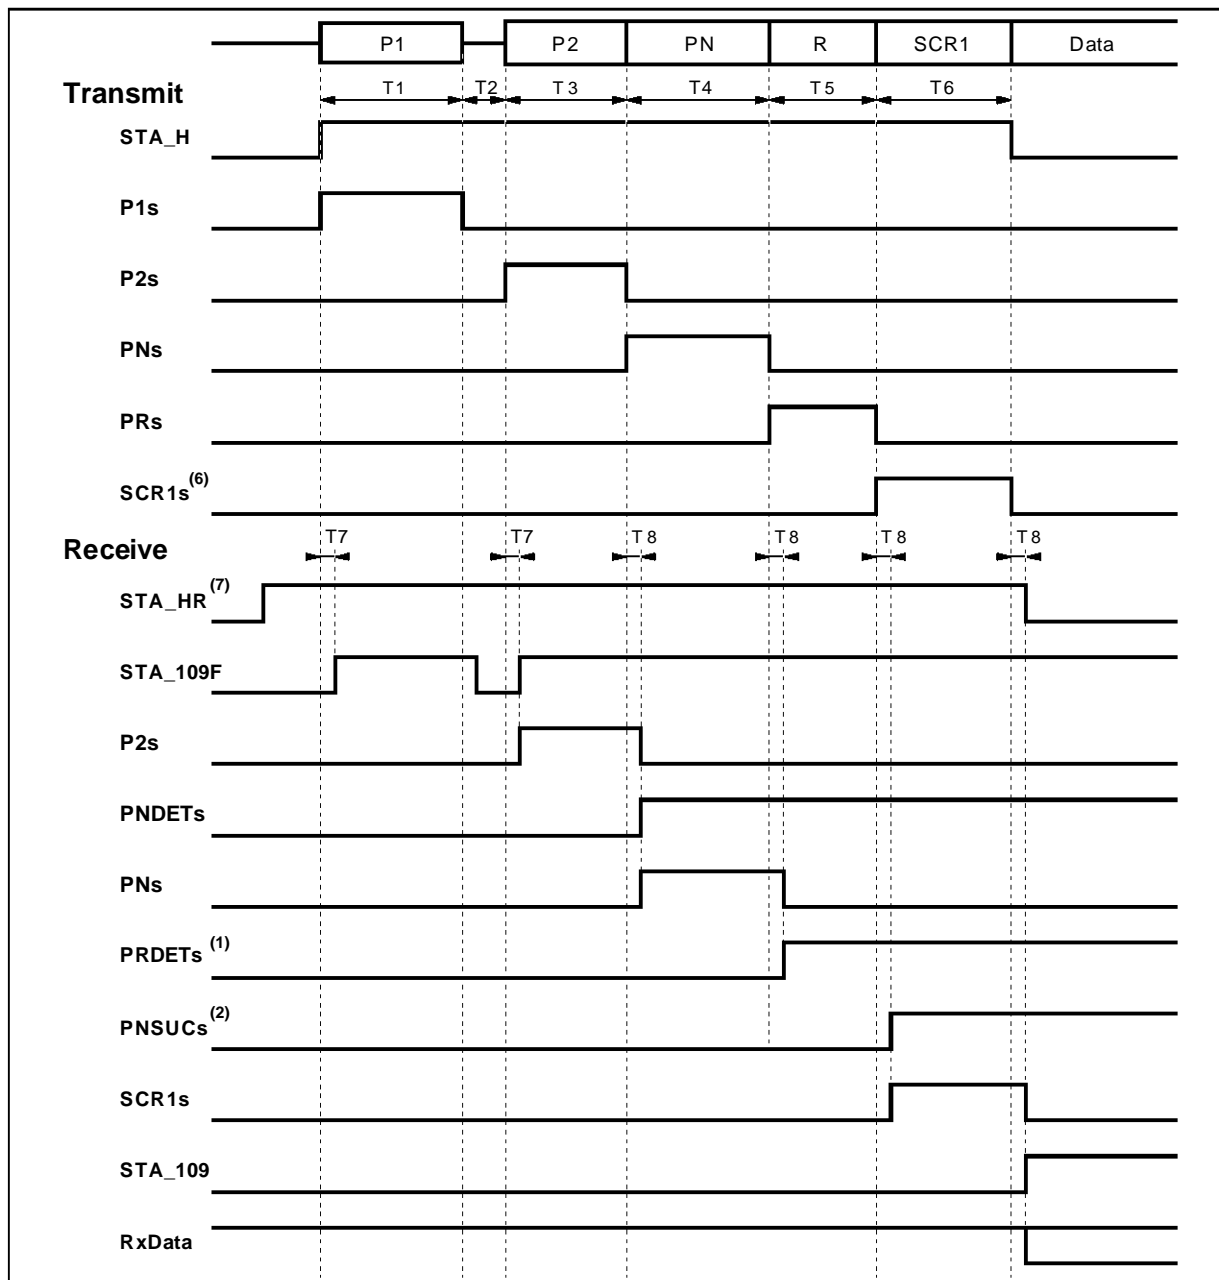 P1 P2 PN R SCR1 Data
Transmit
T1 T2 T3 T4 T5 T6
STA_H
P1s
P2s
PNs
PRs
SCR1s(6)
Receive
T7 T7 T8 T8 T8 T8
STA_HR(7)
STA_109F
P2s
PNDETs
PNs
PRDETs (1)
PNSUCs(2)
SCR1s
STA_109
RxData